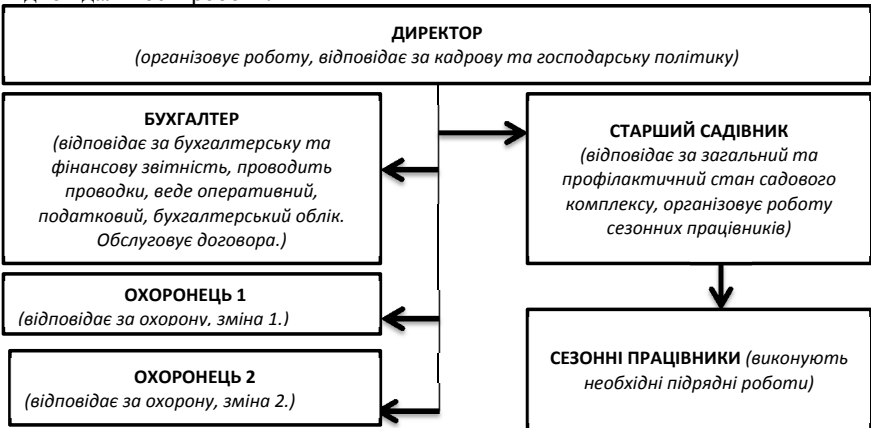 ДИРЕКТОР
(організовує роботу, відповідає за кадрову та господарську політику)
БУХГАЛТЕР
(відповідає за бухгалтерську та
фінансову звітність, проводить
проводки, веде оперативний,
податковий, бухгалтерський облік.
Обслуговує договора.)
СТАРШИЙ САДІВНИК
(відповідає за загальний та
профілактичний стан садового
комплексу, організовує роботу
сезонних працівників)
ОХОРОНЕЦЬ 1
(відповідає за охорону, зміна 1.)
ОХОРОНЕЦЬ 2
(відповідає за охорону, зміна 2.)
СЕЗОННІ ПРАЦІВНИКИ (виконують
необхідні підрядні роботи)